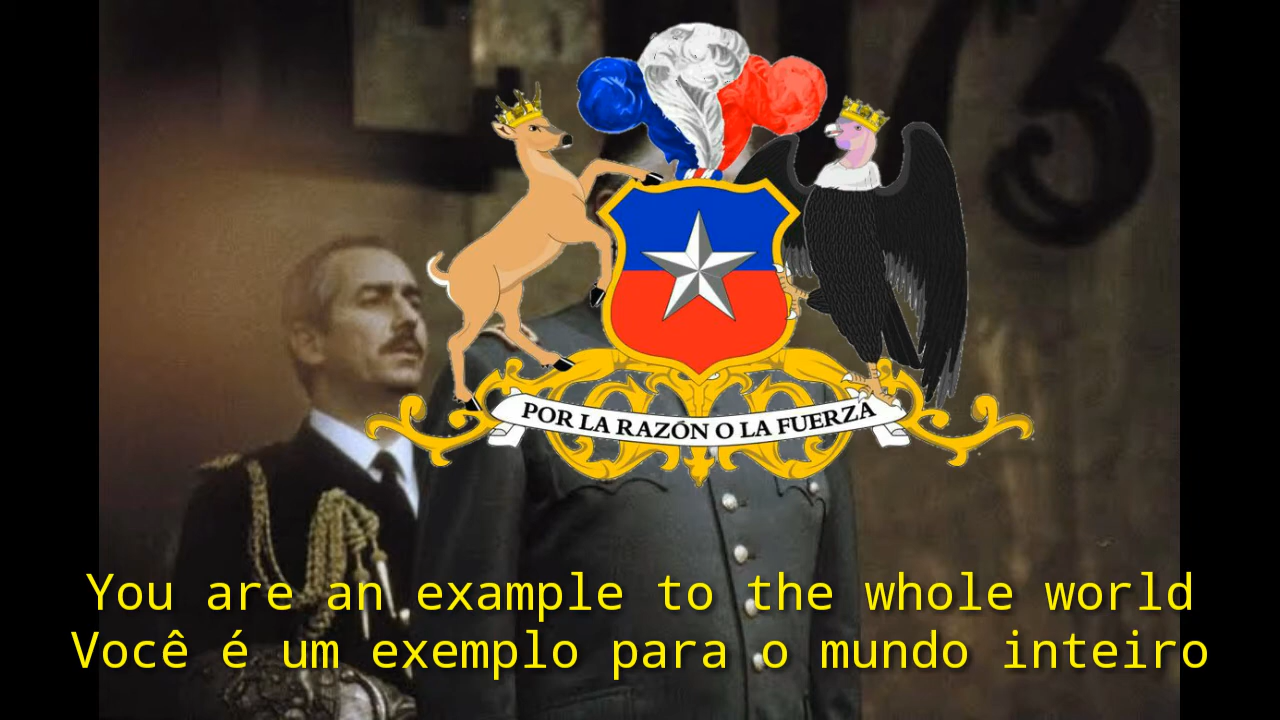 73
POR LA RAZÓN O LA FUERZA
You are an example to the whole world
Você é um exemplo para o mundo inteiro